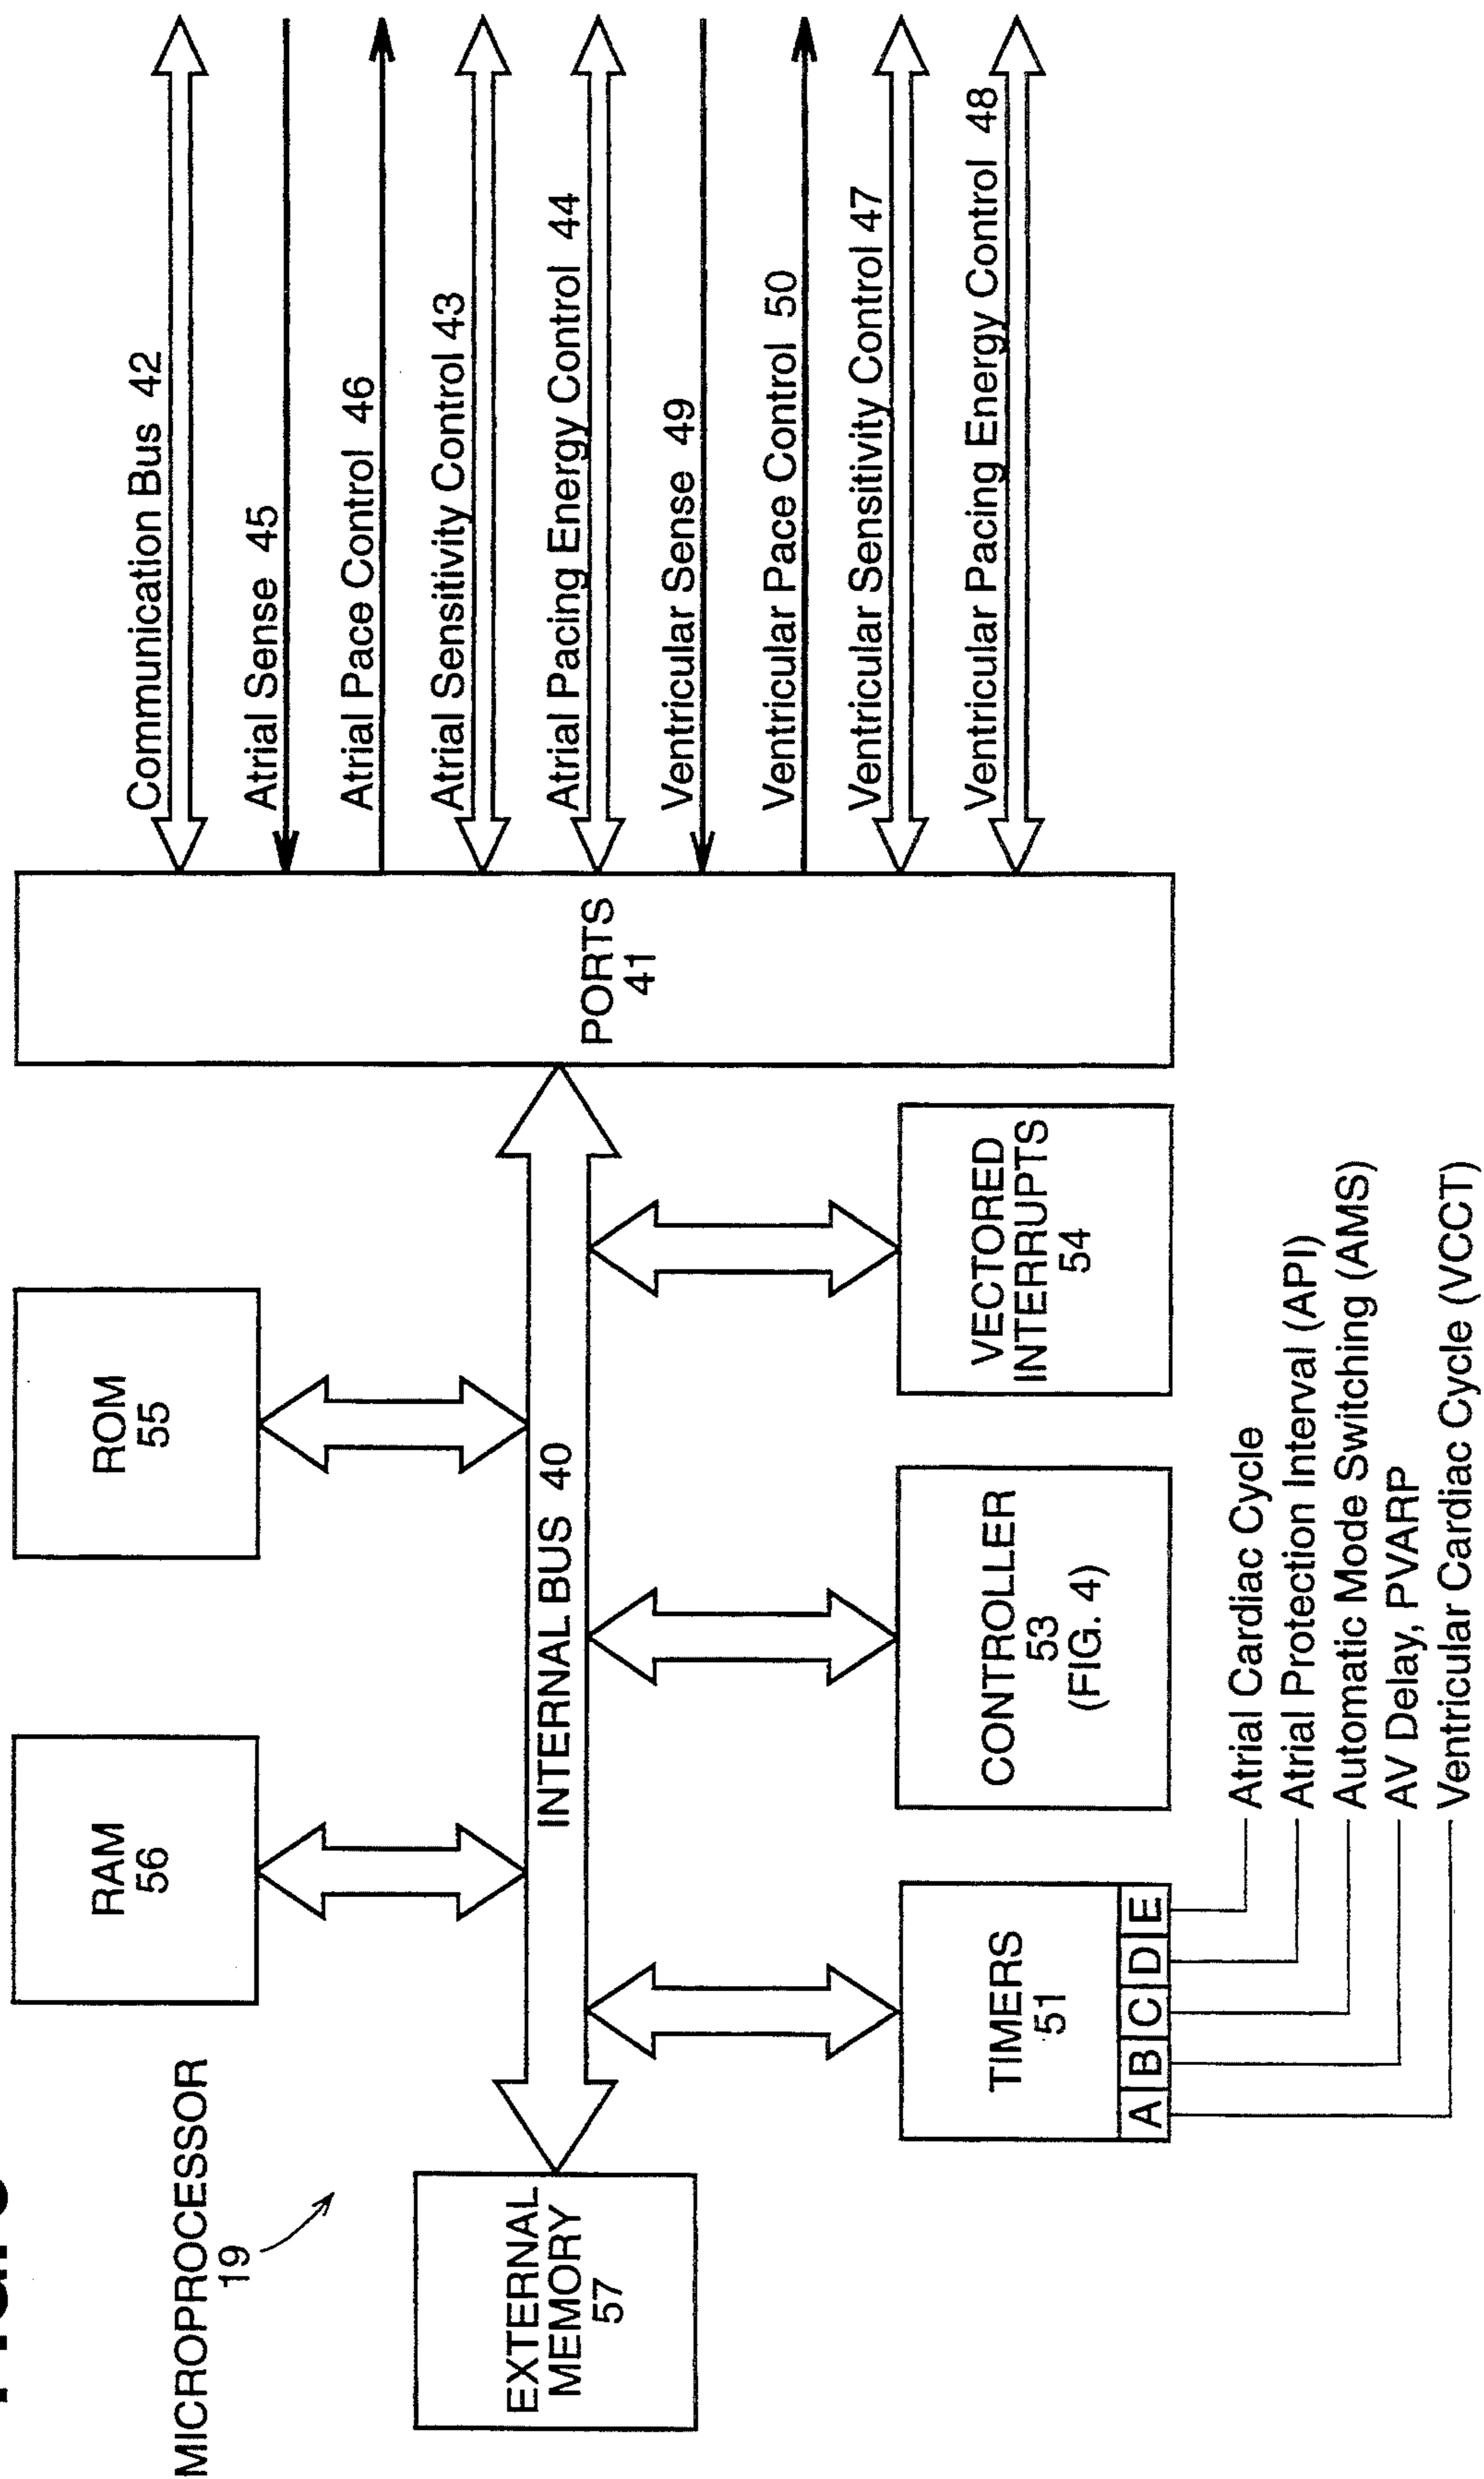 MICROPROCESSOR
19
RAM
56
ROM
55
Communication Bus 42
Atrial Sense 45
Atrial Pace Control 46
Atrial Sensitivity Control 43
Atrial Pacing Energy Control 44
Ventricular Sense 49
Ventricular Pace Control 50
Ventricular Sensitivity Control 47
Ventricular Pacing Energy Control 48
EXTERNAL
MEMORY
57
INTERNAL BUS 40
PORTS
41
TIMERS
51
A B C D E
CONTROLLER
53
(FIG. 4)
VECTORED
INTERRUPTS
54
Atrial Cardiac Cycle
Atrial Protection Interval (API)
Automatic Mode Switching (AMS)
AV Delay, PVARP
Ventricular Cardiac Cycle (VCCT)